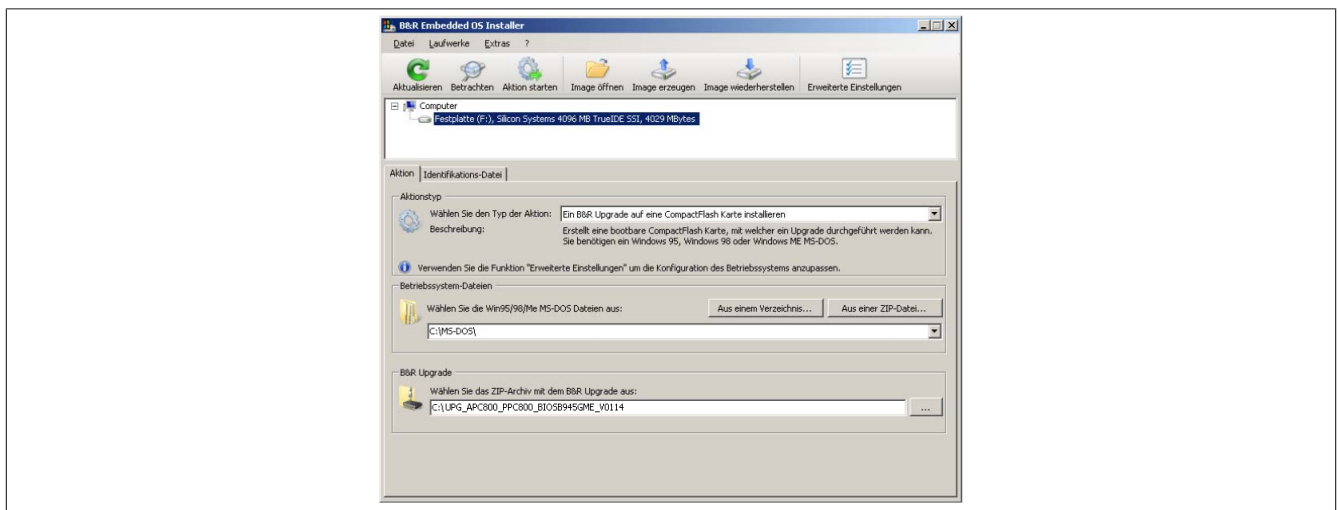 B&R Embedded OS Installer
Datei Laufwerke Extras ?
Aktualisieren Betrachten Aktion starten Image öffnen Image erzeugen Image wiederherstellen Erweiterte Einstellungen
Computer
Festplatte (F:), Silicon Systems 4096 MB TrueIDE SSI, 4029 MBytes
Aktion Identifikations-Datei
Aktionstyp
Wählen Sie den Typ der Aktion: Ein B&R Upgrade auf eine CompactFlash Karte installieren
Beschreibung: Erstellt eine bootbare CompactFlash Karte, mit welcher ein Upgrade durchgeführt werden kann.
Sie benötigen ein Windows 95, Windows 98 oder Windows ME MS-DOS.
Verwenden Sie die Funktion "Erweiterte Einstellungen" um die Konfiguration des Betriebssystems anzupassen.
Betriebssystem-Dateien
Wählen Sie die Win95/98/Me MS-DOS Dateien aus: Aus einem Verzeichnis... Aus einer ZIP-Datei...
C:\MS-DOS\
B&R Upgrade
Wählen Sie das ZIP-Archiv mit dem B&R Upgrade aus:
C:\UPG_APC800_PPC800_BIOSB945GME_V0114 ...